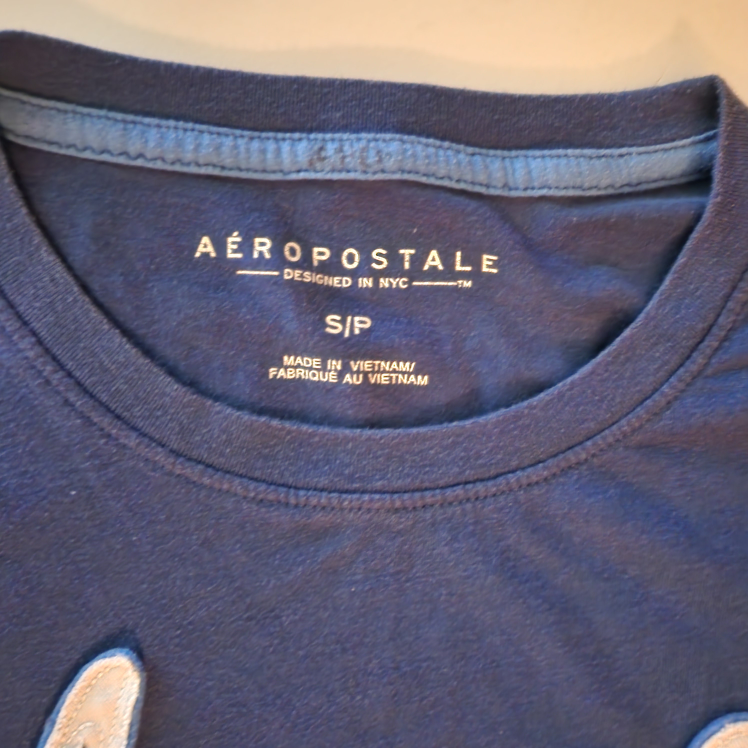 AÉROPOSTALE
DESIGNED IN NYC TM
S/P
MADE IN VIETNAM/
FABRIQUÉ AU VIETNAM